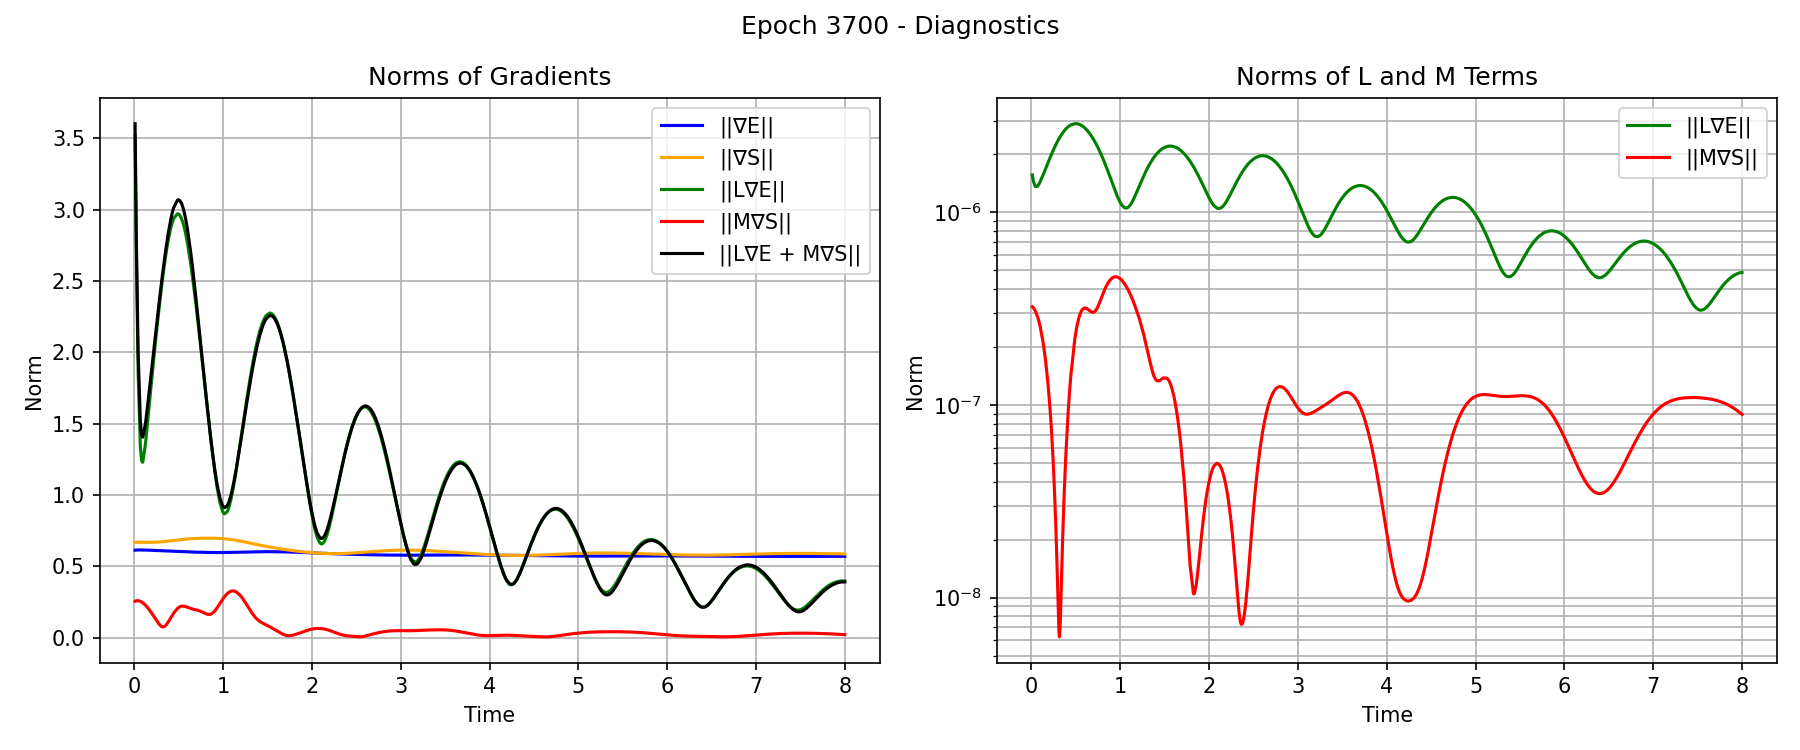 Epoch 3700 - Diagnostics
Norms of Gradients
Norm
3.5
3.0
2.5
2.0
1.5
1.0
0.5
0.0
||∇E||
||∇S||
||L∇E||
||M∇S||
||L∇E + M∇S||
0 1 2 3 4 5 6 7 8
Time
Norms of L and M Terms
Norm
10⁻⁶
10⁻⁷
10⁻⁸
||L∇E||
||M∇S||
0 1 2 3 4 5 6 7 8
Time